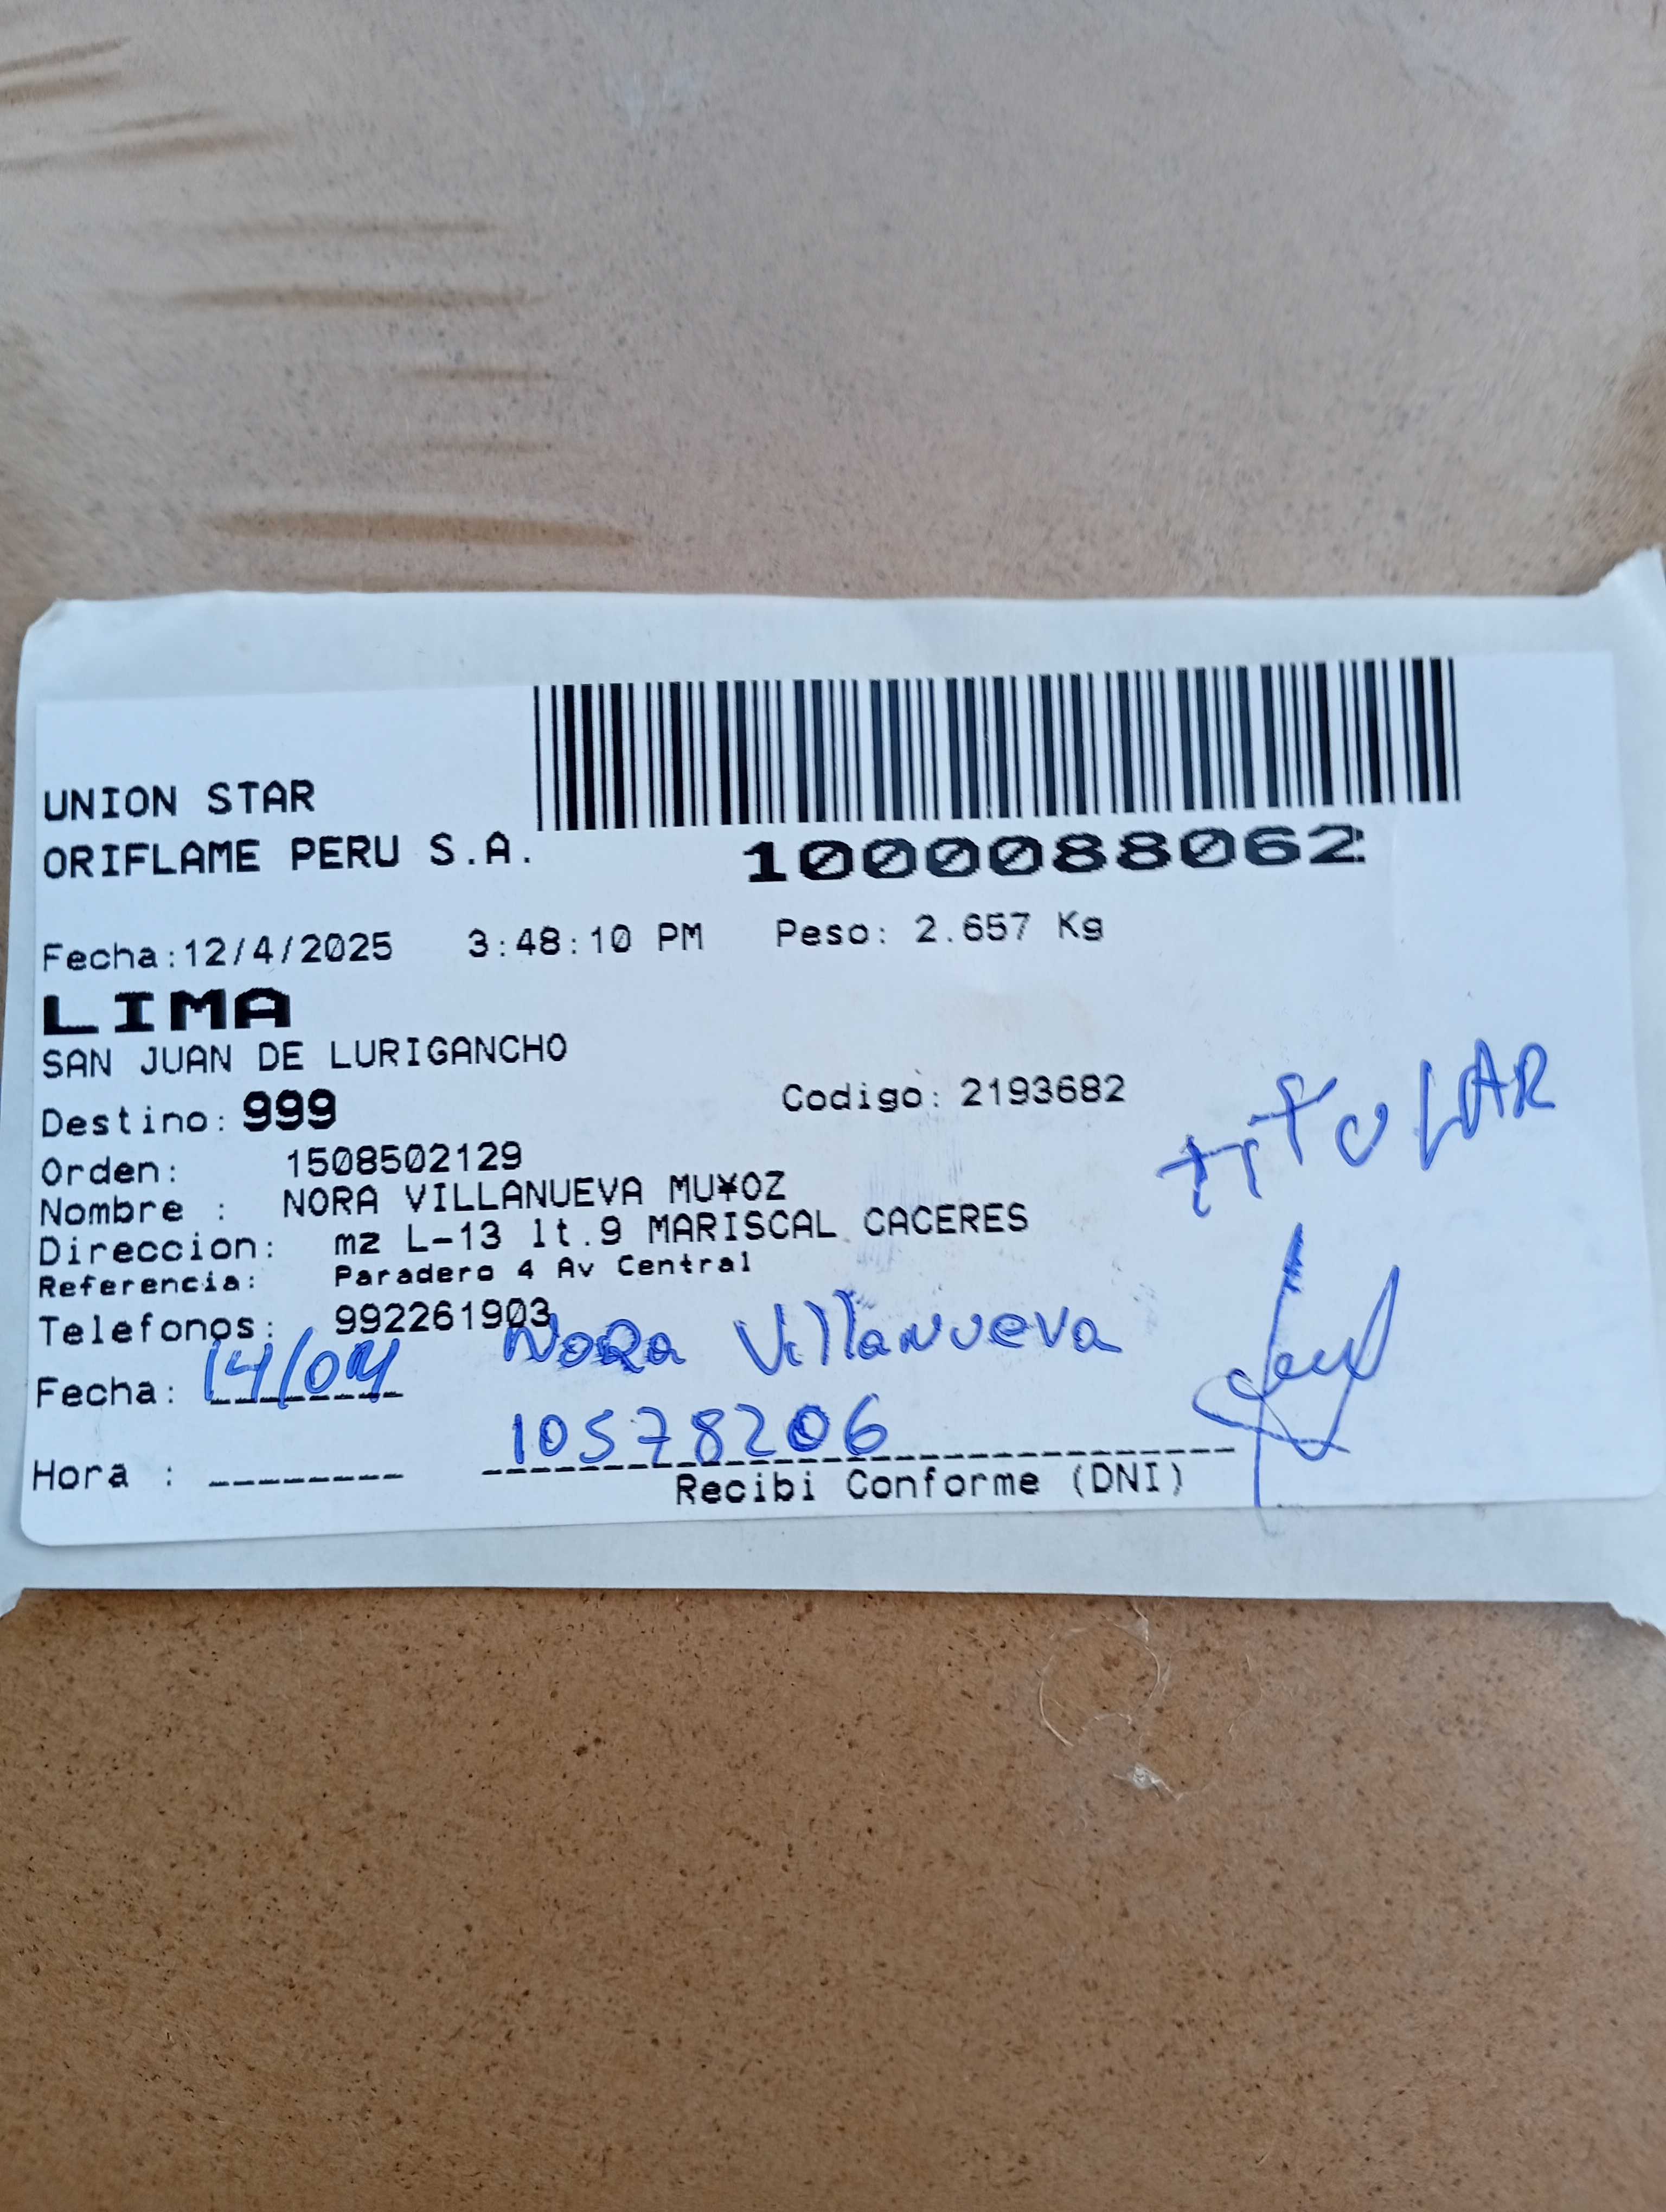 UNION STAR
ORIFLAME PERU S.A.
1000088062
Fecha:12/4/2025 3:48:10 PM Peso: 2.657 Kg
LIMA
SAN JUAN DE LURIGANCHO
Destino: 999 Codigo: 2193682
Orden: 1508502129
Nombre : NORA VILLANUEVA MU¥OZ
Direccion: mz L-13 lt.9 MARISCAL CACERES
Referencia: Paradero 4 Av Central
Telefonos: 992261903
titULAR
Fecha: 14/04 NORa Villanueva
10578206
Hora : --------
Recibi Conforme (DNI)